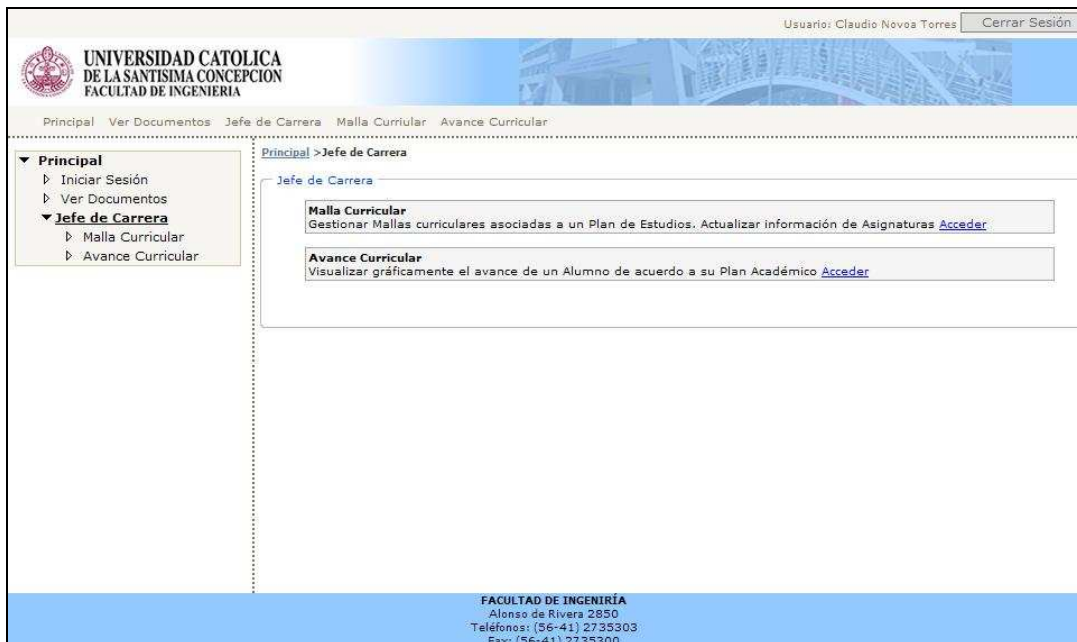 Usuario: Claudio Novoa Torres Cerrar Sesión
UNIVERSIDAD CATOLICA
DE LA SANTISIMA CONCEPCION
FACULTAD DE INGENIERIA
Principal Ver Documentos Jefe de Carrera Malla Curriular Avance Curricular
Principal
Iniciar Sesión
Ver Documentos
Jefe de Carrera
Malla Curricular
Avance Curricular
Principal >Jefe de Carrera
Jefe de Carrera
Malla Curricular
Gestionar Mallas curriculares asociadas a un Plan de Estudios. Actualizar información de Asignaturas Acceder
Avance Curricular
Visualizar gráficamente el avance de un Alumno de acuerdo a su Plan Académico Acceder
FACULTAD DE INGENIRÍA
Alonso de Rivera 2850
Teléfonos: (56-41) 2735303
Fax: (56-41) 2735300